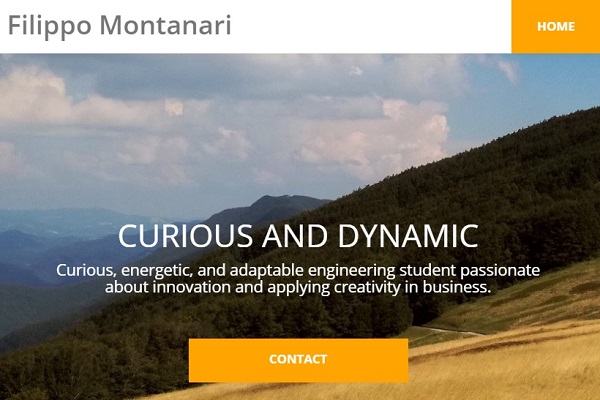 Filippo Montanari
HOME
CURIOUS AND DYNAMIC
Curious, energetic, and adaptable engineering student passionate
about innovation and applying creativity in business.
CONTACT